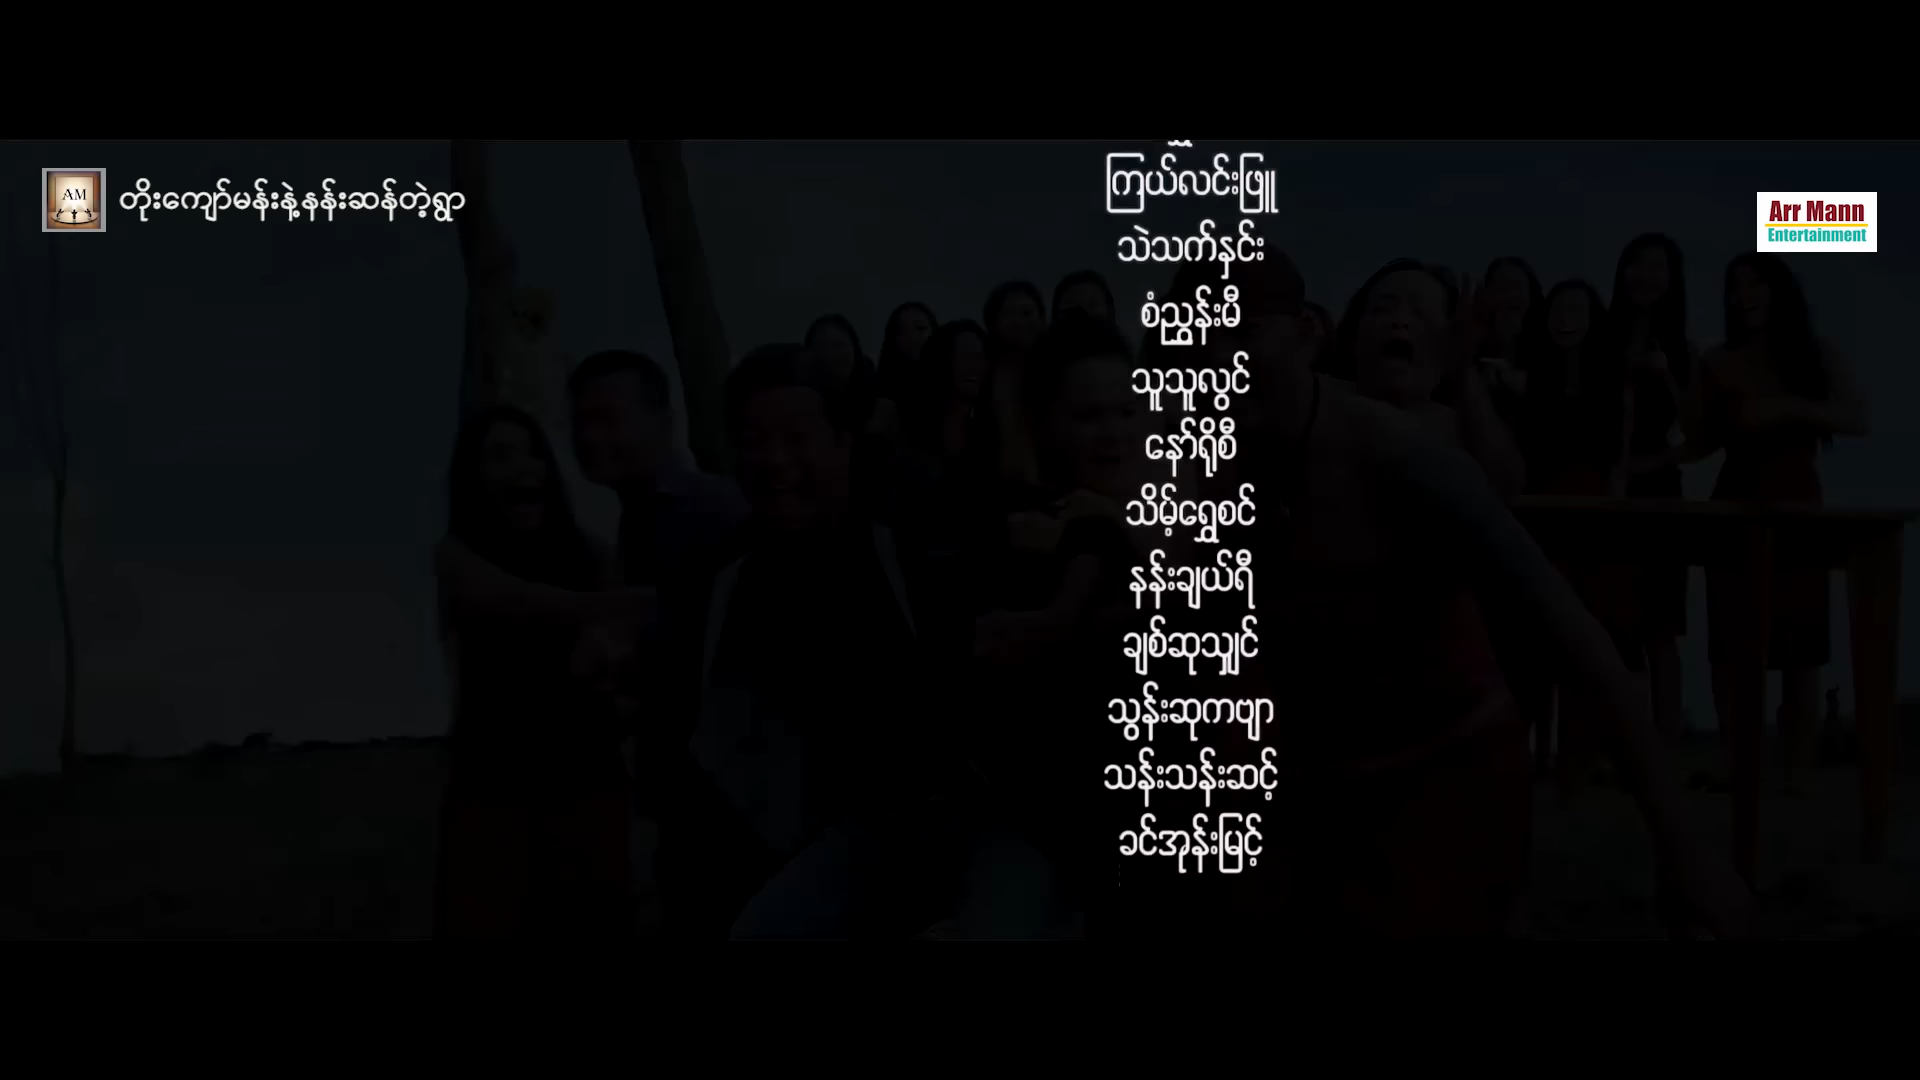 AM
တိုးကျော်မန်းနဲ့နန်းဆန်တဲ့ရွာ
Arr Mann
Entertainment
ကြယ်လင်းဖြူ
သဲသက်နှင်း
စံညွှန်းမီ
သူသူလွင်
နော်ရိုစီ
သိမ့်ရွှေစင်
နန်းချယ်ရီ
ချစ်ဆုသျှင်
သွန်းဆုကဗျာ
သန်းသန်းဆင့်
ခင်အုန်းမြင့်